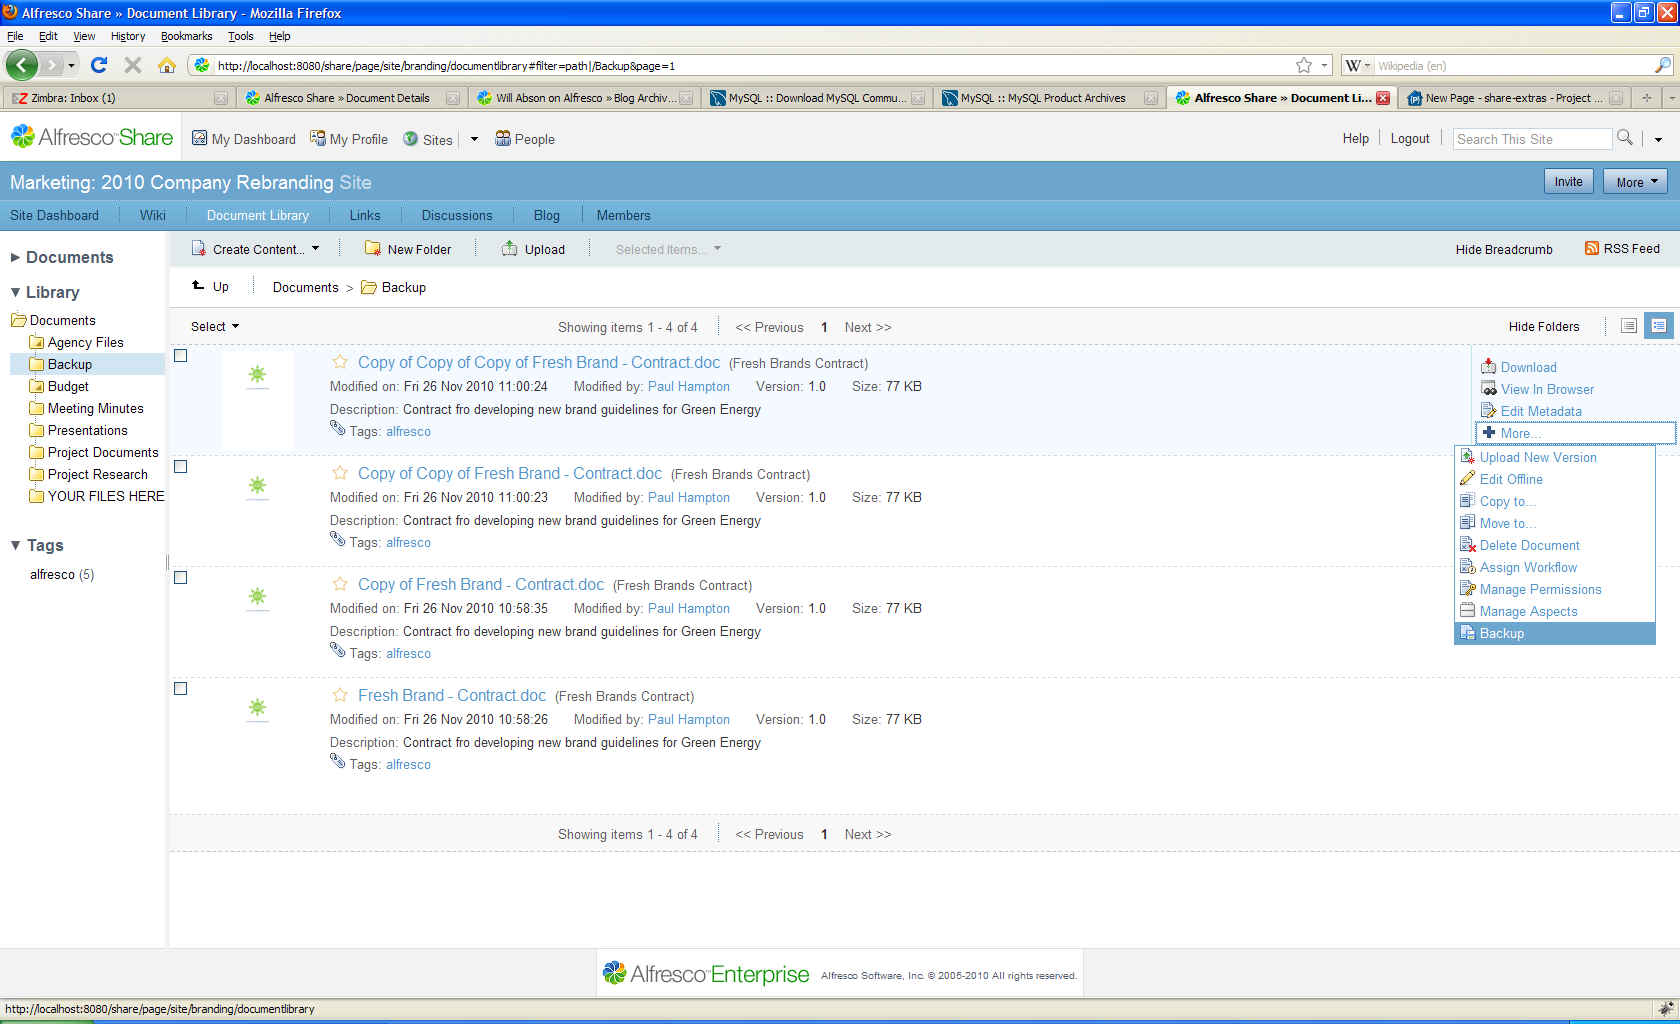 Alfresco Share » Document Library - Mozilla Firefox
File Edit View History Bookmarks Tools Help
http://localhost:8080/share/page/site/branding/documentlibrary#filter=path|/Backup&page=1
W Wikipedia (en)
Zimbra: Inbox (1)
Alfresco Share » Document Details
Will Abson on Alfresco » Blog Archiv...
MySQL :: Download MySQL Commu...
MySQL :: MySQL Product Archives
Alfresco Share » Document Li...
New Page - share-extras - Project ...
Alfresco Share
My Dashboard My Profile Sites People
Help Logout Search This Site
Marketing: 2010 Company Rebranding Site
Invite More
Site Dashboard Wiki Document Library Links Discussions Blog Members
Documents
Library
Documents
Agency Files
Backup
Budget
Meeting Minutes
Presentations
Project Documents
Project Research
YOUR FILES HERE
Tags
alfresco (5)
Create Content... New Folder Upload Selected Items...
Hide Breadcrumb RSS Feed
Up Documents > Backup
Select Showing items 1 - 4 of 4 << Previous 1 Next >> Hide Folders
Copy of Copy of Copy of Fresh Brand - Contract.doc (Fresh Brands Contract)
Modified on: Fri 26 Nov 2010 11:00:24 Modified by: Paul Hampton Version: 1.0 Size: 77 KB
Description: Contract fro developing new brand guidelines for Green Energy
Tags: alfresco
Download
View In Browser
Edit Metadata
More...
Upload New Version
Edit Offline
Copy to...
Move to...
Delete Document
Assign Workflow
Manage Permissions
Manage Aspects
Backup
Copy of Copy of Fresh Brand - Contract.doc (Fresh Brands Contract)
Modified on: Fri 26 Nov 2010 11:00:23 Modified by: Paul Hampton Version: 1.0 Size: 77 KB
Description: Contract fro developing new brand guidelines for Green Energy
Tags: alfresco
Copy of Fresh Brand - Contract.doc (Fresh Brands Contract)
Modified on: Fri 26 Nov 2010 10:58:35 Modified by: Paul Hampton Version: 1.0 Size: 77 KB
Description: Contract fro developing new brand guidelines for Green Energy
Tags: alfresco
Fresh Brand - Contract.doc (Fresh Brands Contract)
Modified on: Fri 26 Nov 2010 10:58:26 Modified by: Paul Hampton Version: 1.0 Size: 77 KB
Description: Contract fro developing new brand guidelines for Green Energy
Tags: alfresco
Showing items 1 - 4 of 4 << Previous 1 Next >>
Alfresco Enterprise Alfresco Software, Inc. © 2005-2010 All rights reserved.
http://localhost:8080/share/page/site/branding/documentlibrary